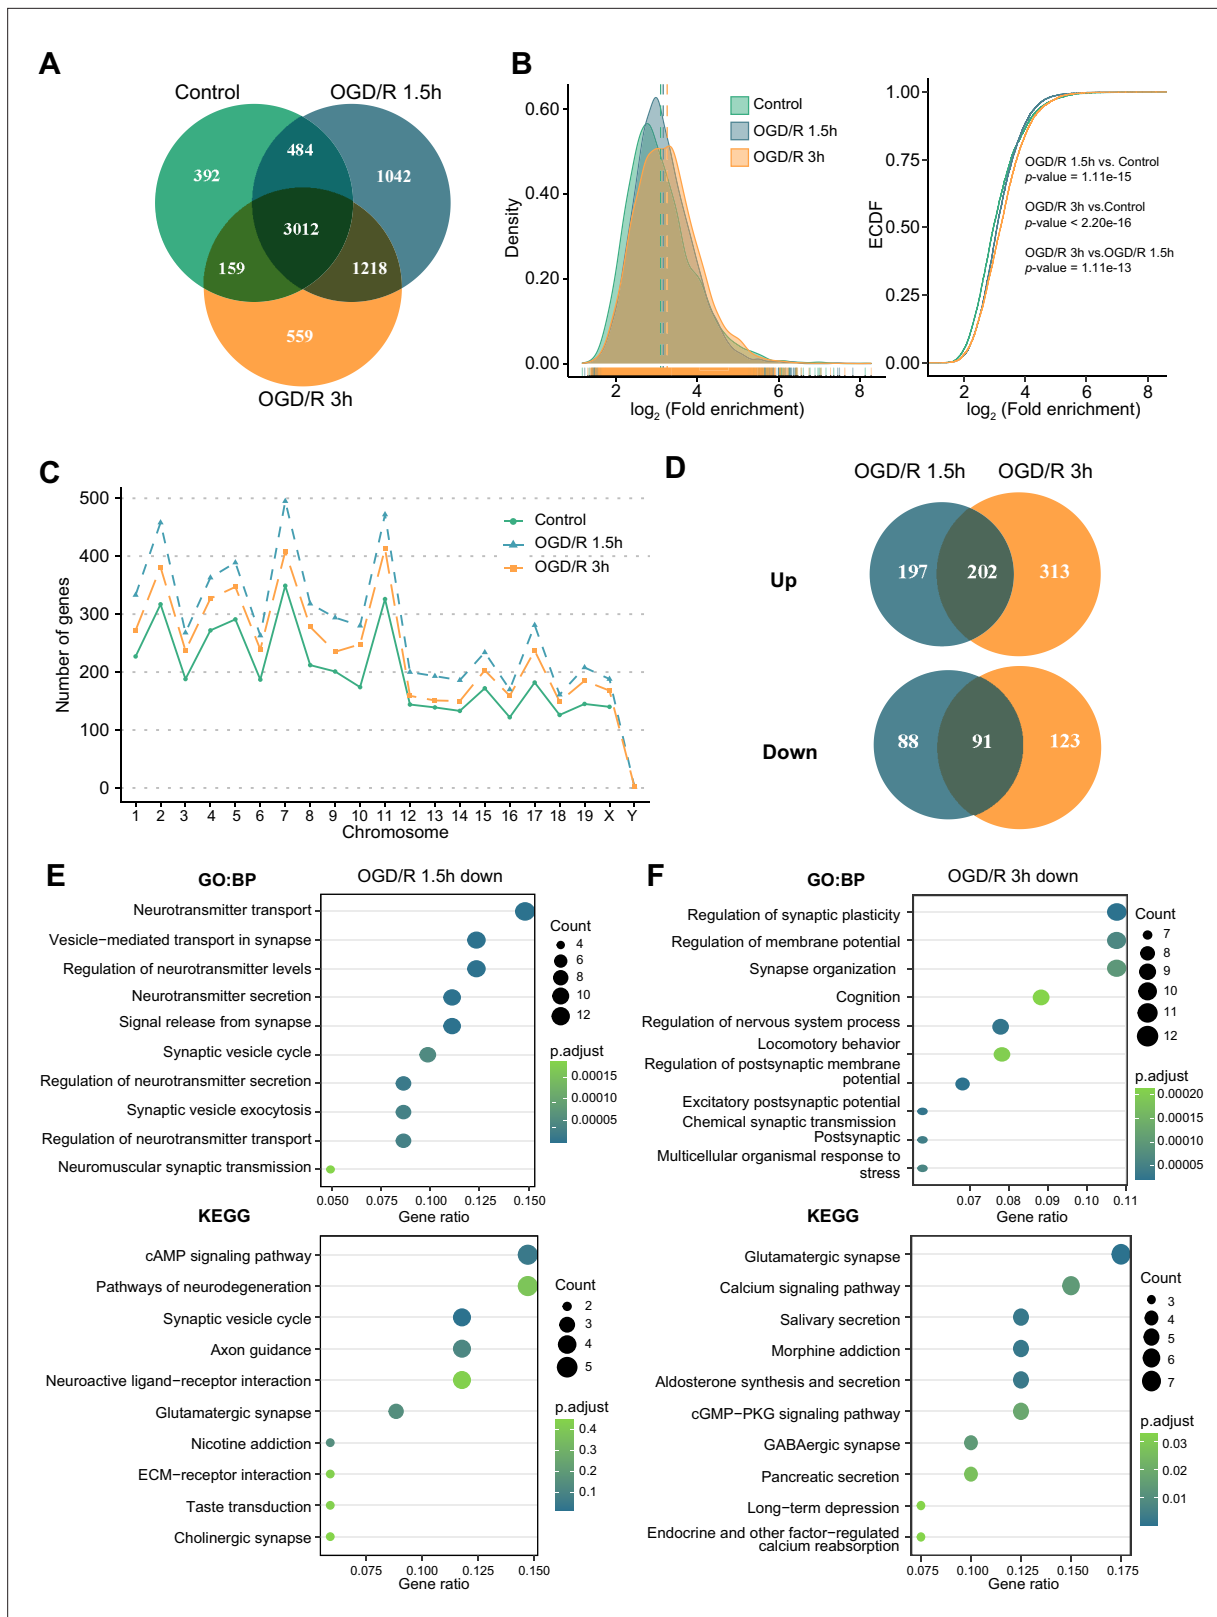 A
Control
OGD/R 1.5h
392
484
1042
3012
159
1218
559
OGD/R 3h
B
Density
0.60
0.40
0.20
0.00
2
4
6
8
log2 (Fold enrichment)
Control
OGD/R 1.5h
OGD/R 3h
ECDF
1.00
0.75
0.50
0.25
0.00
OGD/R 1.5h vs. Control
p-value = 1.11e-15
OGD/R 3h vs.Control
p-value < 2.20e-16
OGD/R 3h vs.OGD/R 1.5h
p-value = 1.11e-13
2
4
6
8
log2 (Fold enrichment)
C
Number of genes
500
400
300
200
100
0
Control
OGD/R 1.5h
OGD/R 3h
1 2 3 4 5 6 7 8 9 10 11 12 13 14 15 16 17 18 19 X Y
Chromosome
D
OGD/R 1.5h
OGD/R 3h
Up
197
202
313
Down
88
91
123
E
GO:BP
OGD/R 1.5h down
Neurotransmitter transport
Vesicle−mediated transport in synapse
Regulation of neurotransmitter levels
Neurotransmitter secretion
Signal release from synapse
Synaptic vesicle cycle
Regulation of neurotransmitter secretion
Synaptic vesicle exocytosis
Regulation of neurotransmitter transport
Neuromuscular synaptic transmission
0.050 0.075 0.100 0.125 0.150
Gene ratio
Count
4
6
8
10
12
p.adjust
0.00015
0.00010
0.00005
KEGG
cAMP signaling pathway
Pathways of neurodegeneration
Synaptic vesicle cycle
Axon guidance
Neuroactive ligand−receptor interaction
Glutamatergic synapse
Nicotine addiction
ECM−receptor interaction
Taste transduction
Cholinergic synapse
0.075 0.100 0.125 0.150
Gene ratio
Count
2
3
4
5
p.adjust
0.4
0.3
0.2
0.1
F
GO:BP
OGD/R 3h down
Regulation of synaptic plasticity
Regulation of membrane potential
Synapse organization
Cognition
Regulation of nervous system process
Locomotory behavior
Regulation of postsynaptic membrane
potential
Excitatory postsynaptic potential
Chemical synaptic transmission
Postsynaptic
Multicellular organismal response to
stress
0.07 0.08 0.09 0.10 0.11
Gene ratio
Count
7
8
9
10
11
12
p.adjust
0.00020
0.00015
0.00010
0.00005
KEGG
Glutamatergic synapse
Calcium signaling pathway
Salivary secretion
Morphine addiction
Aldosterone synthesis and secretion
cGMP−PKG signaling pathway
GABAergic synapse
Pancreatic secretion
Long−term depression
Endocrine and other factor−regulated
calcium reabsorption
0.075 0.100 0.125 0.150 0.175
Gene ratio
Count
3
4
5
6
7
p.adjust
0.03
0.02
0.01